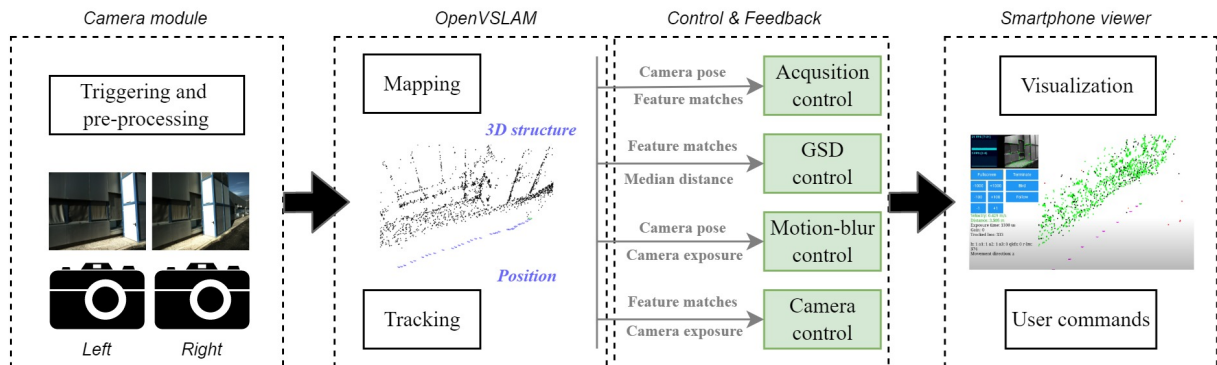 Camera module
OpenVSLAM
Control & Feedback
Smartphone viewer
Triggering and
pre-processing
Left
Right
Mapping
3D structure
Position
Tracking
Camera pose
Feature matches
Acqusition
control
Feature matches
Median distance
GSD
control
Camera pose
Camera exposure
Motion-blur
control
Feature matches
Camera exposure
Camera
control
Visualization
User commands